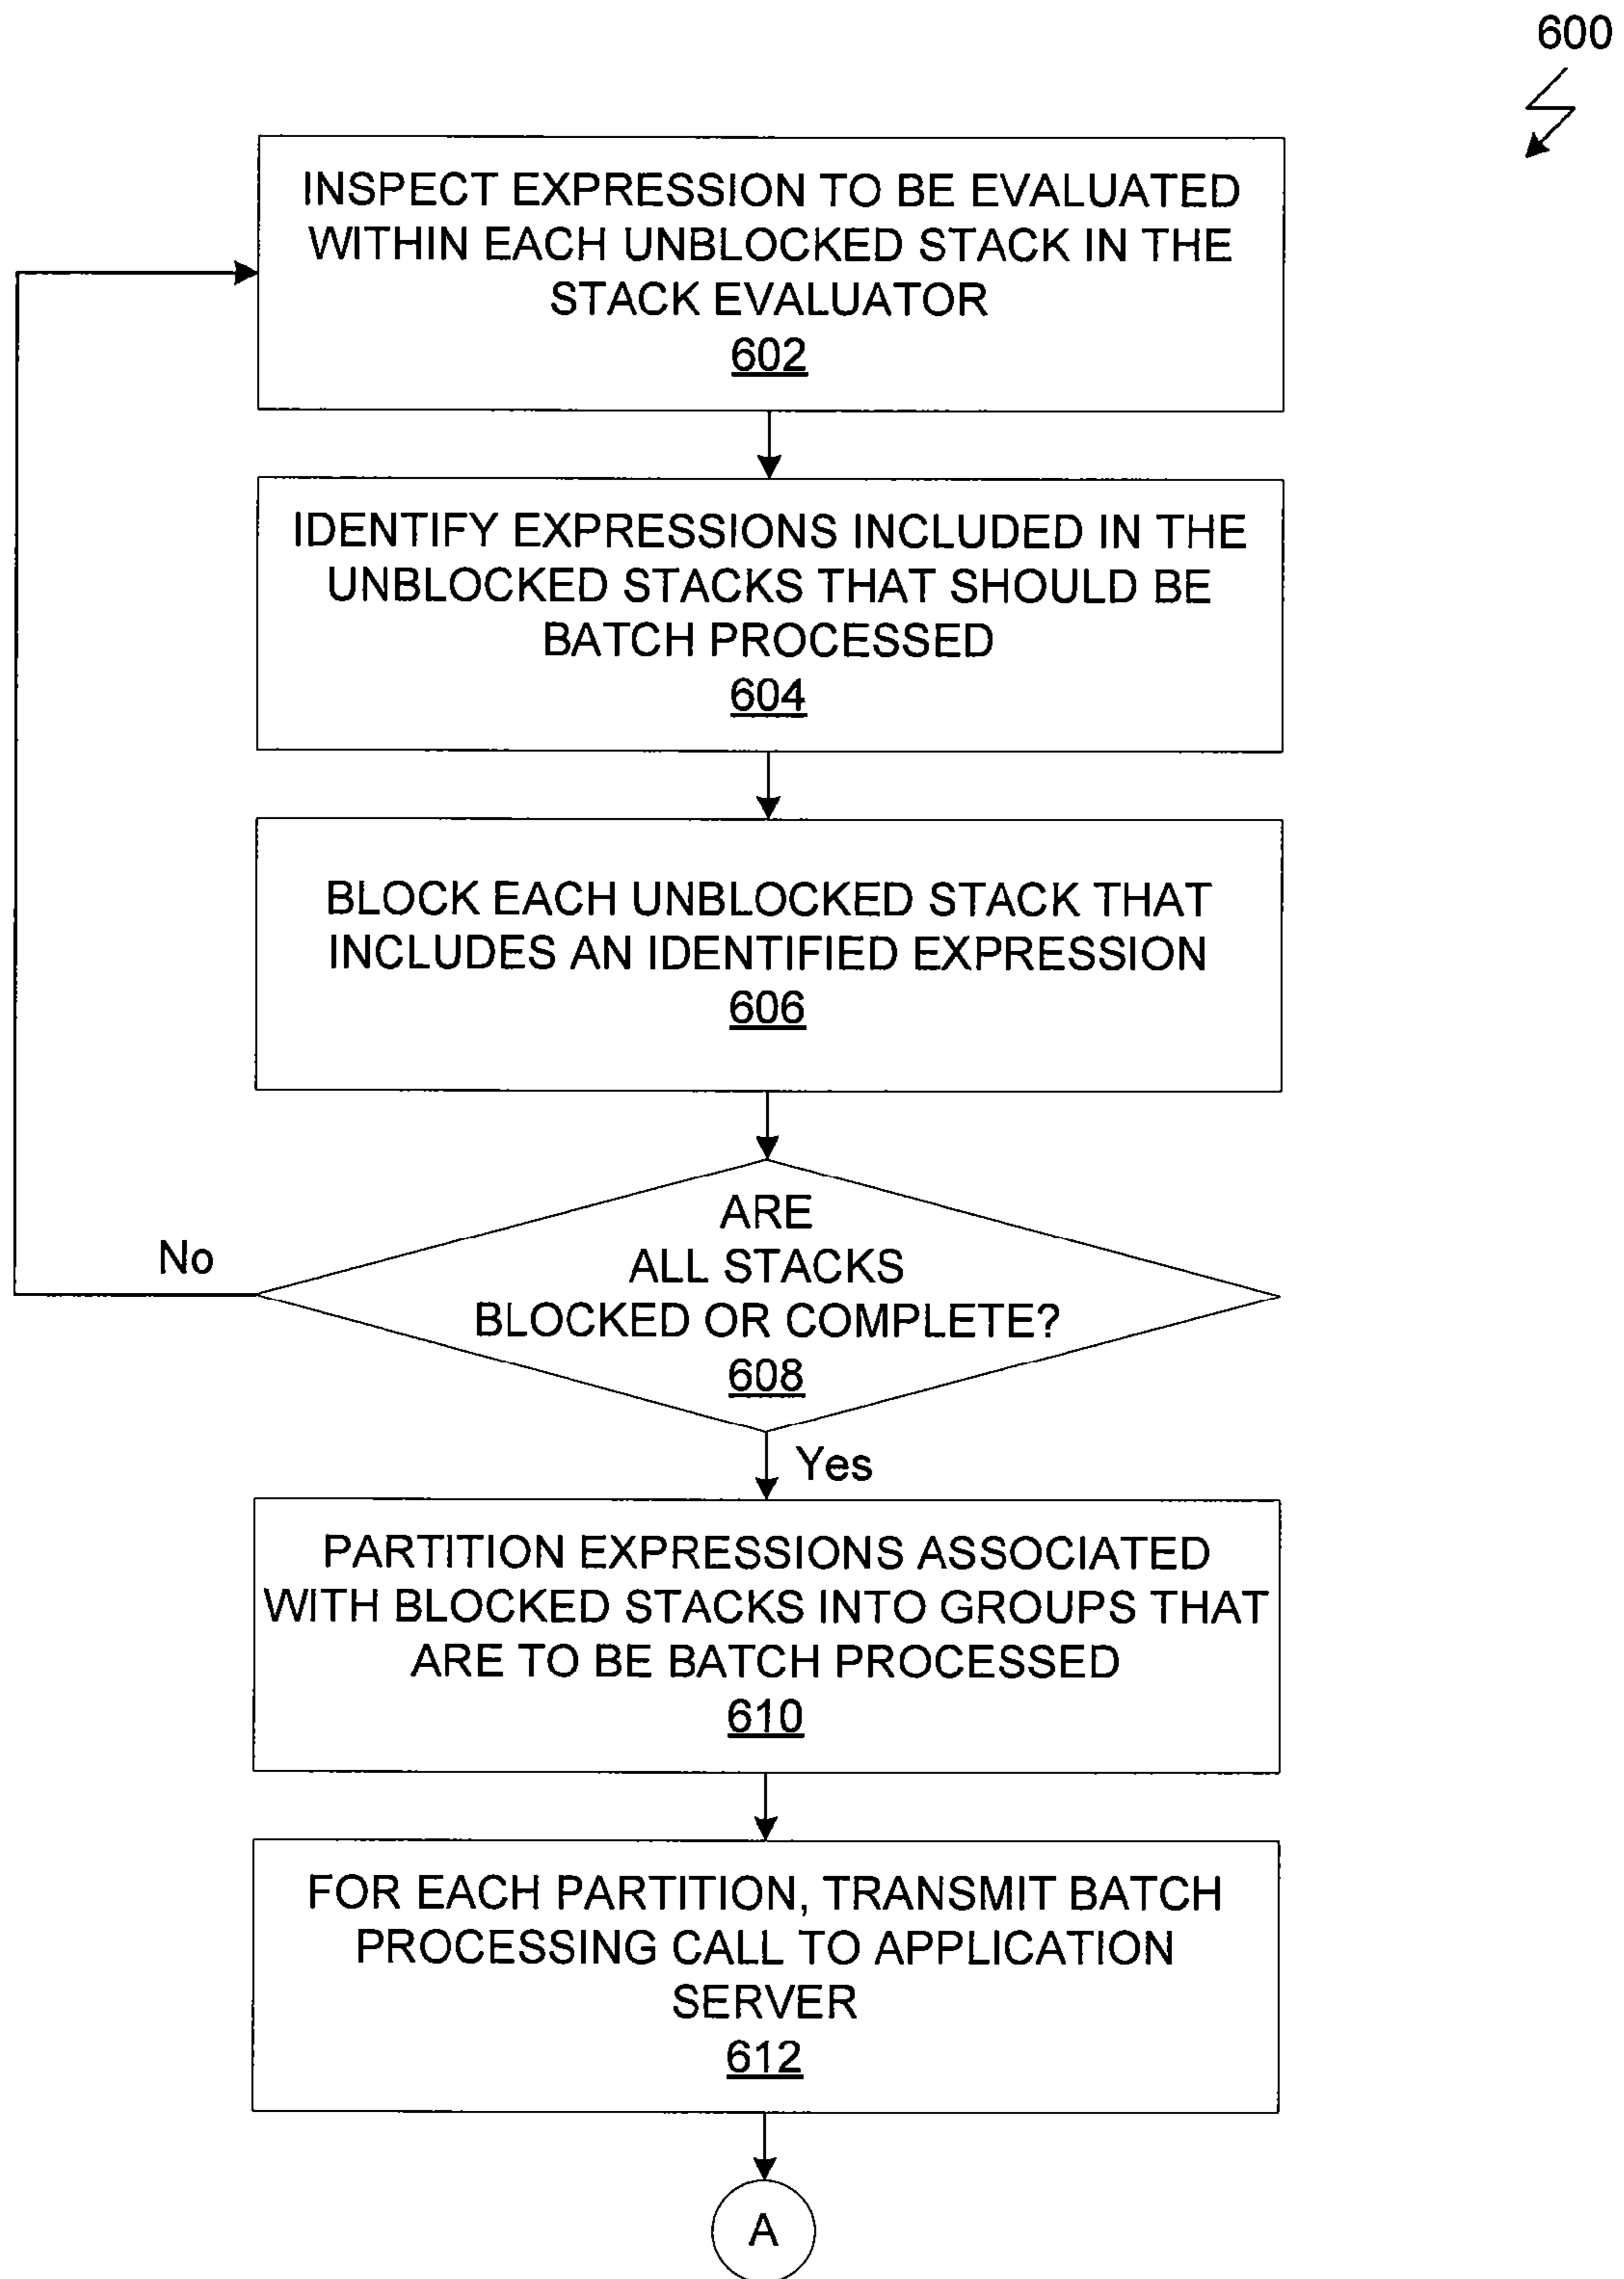 600
INSPECT EXPRESSION TO BE EVALUATED
WITHIN EACH UNBLOCKED STACK IN THE
STACK EVALUATOR
602
IDENTIFY EXPRESSIONS INCLUDED IN THE
UNBLOCKED STACKS THAT SHOULD BE
BATCH PROCESSED
604
BLOCK EACH UNBLOCKED STACK THAT
INCLUDES AN IDENTIFIED EXPRESSION
606
ARE
ALL STACKS
BLOCKED OR COMPLETE?
608
No
Yes
PARTITION EXPRESSIONS ASSOCIATED
WITH BLOCKED STACKS INTO GROUPS THAT
ARE TO BE BATCH PROCESSED
610
FOR EACH PARTITION, TRANSMIT BATCH
PROCESSING CALL TO APPLICATION
SERVER
612
A